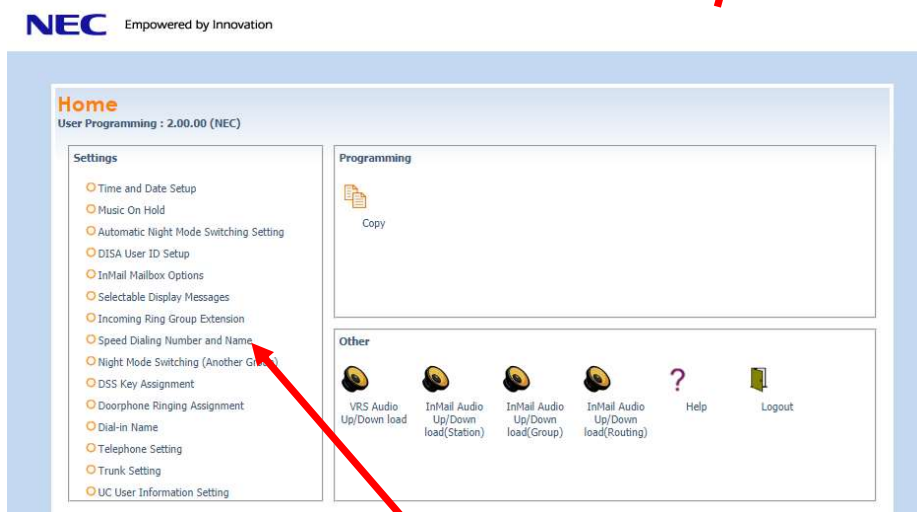 NEC Empowered by Innovation
Home
User Programming : 2.00.00 (NEC)
Settings
Time and Date Setup
Music On Hold
Automatic Night Mode Switching Setting
DISA User ID Setup
InMail Mailbox Options
Selectable Display Messages
Incoming Ring Group Extension
Speed Dialing Number and Name
Night Mode Switching (Another Group)
DSS Key Assignment
Doorphone Ringing Assignment
Dial-in Name
Telephone Setting
Trunk Setting
UC User Information Setting
Programming
Copy
Other
VRS Audio
Up/Down load
InMail Audio
Up/Down
load(Station)
InMail Audio
Up/Down
load(Group)
InMail Audio
Up/Down
load(Routing)
Help
Logout